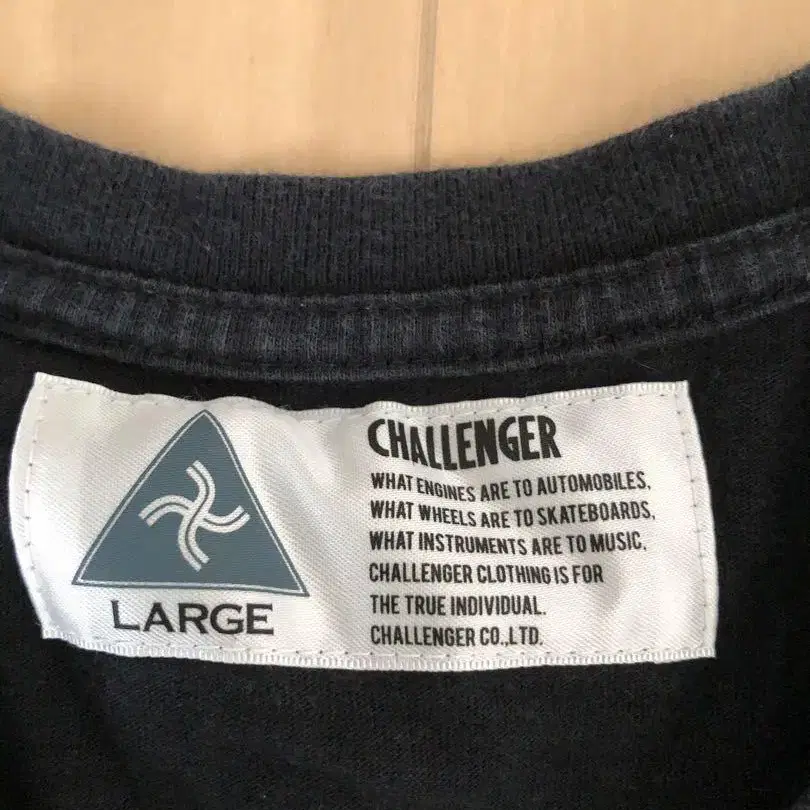 LARGE
CHALLENGER
WHAT ENGINES ARE TO AUTOMOBILES,
WHAT WHEELS ARE TO SKATEBOARDS,
WHAT INSTRUMENTS ARE TO MUSIC,
CHALLENGER CLOTHING IS FOR
THE TRUE INDIVIDUAL.
CHALLENGER CO.,LTD.